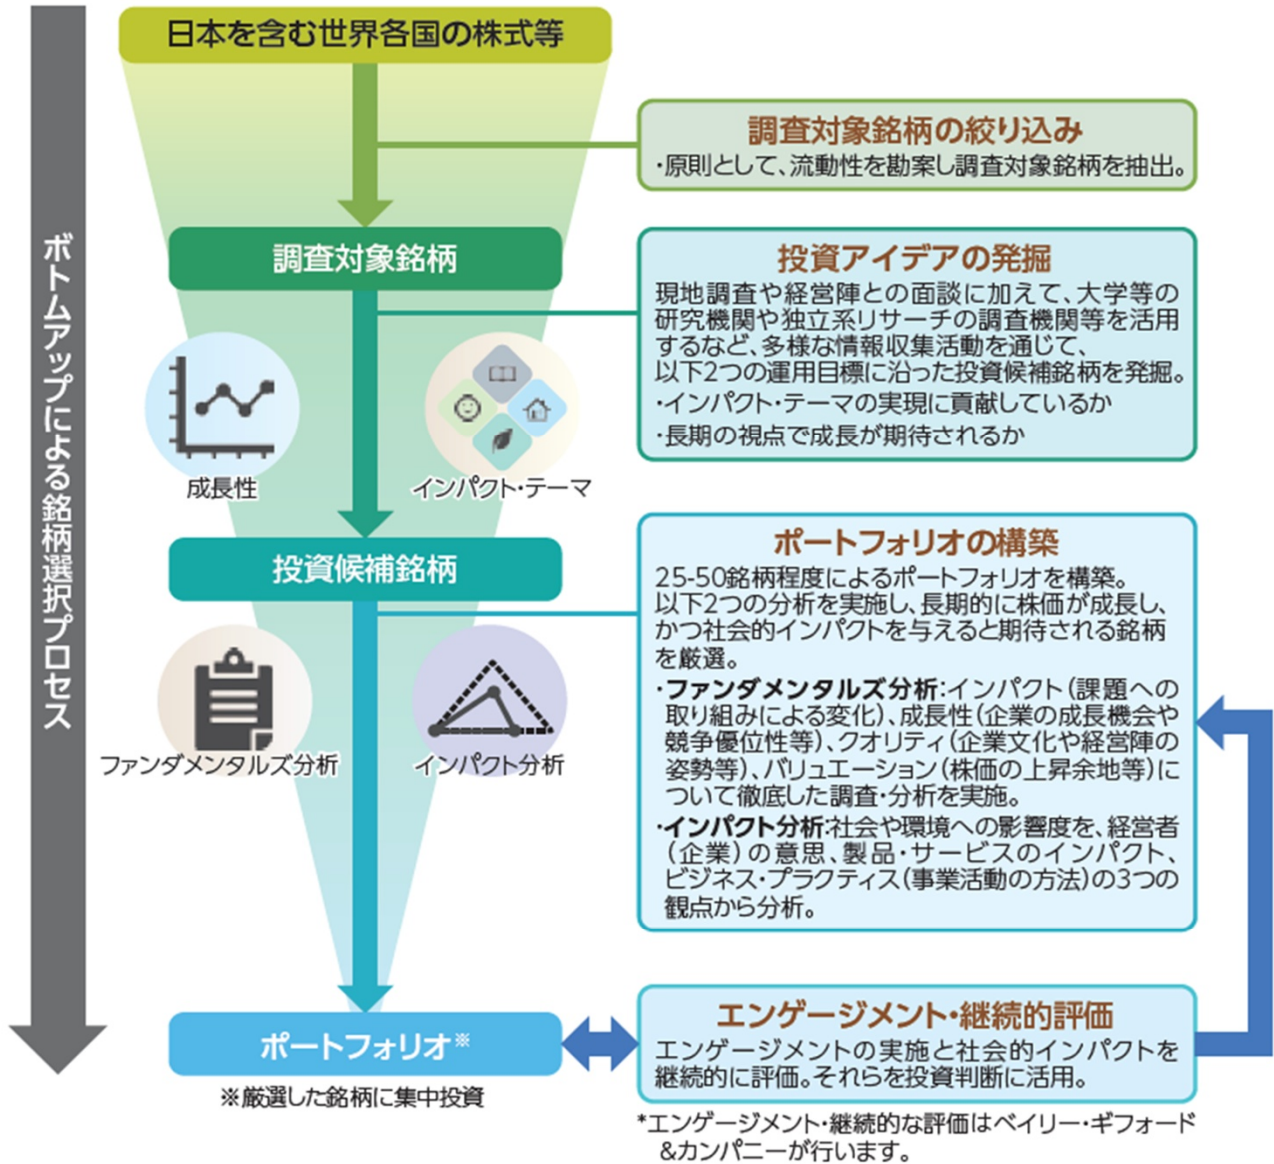 日本を含む世界各国の株式等
調査対象銘柄の絞り込み
・原則として、流動性を勘案し調査対象銘柄を抽出。
ボトムアップによる銘柄選択プロセス
調査対象銘柄
投資アイデアの発掘
現地調査や経営陣との面談に加えて、大学等の
研究機関や独立系リサーチの調査機関等を活用
するなど、多様な情報収集活動を通じて、
以下2つの運用目標に沿った投資候補銘柄を発掘。
・インパクト・テーマの実現に貢献しているか
・長期の視点で成長が期待されるか
成長性
インパクト・テーマ
投資候補銘柄
ポートフォリオの構築
25-50銘柄程度によるポートフォリオを構築。
以下2つの分析を実施し、長期的に株価が成長し、
かつ社会的インパクトを与えると期待される銘柄
を厳選。
・ファンダメンタルズ分析:インパクト(課題への
取り組みによる変化)、成長性(企業の成長機会や
競争優位性等)、クオリティ(企業文化や経営陣の
姿勢等)、バリュエーション(株価の上昇余地等)に
ついて徹底した調査・分析を実施。
・インパクト分析:社会や環境への影響度を、経営者
(企業)の意思、製品・サービスのインパクト、
ビジネス・プラクティス(事業活動の方法)の3つの
観点から分析。
ファンダメンタルズ分析
インパクト分析
ポートフォリオ※
※厳選した銘柄に集中投資
エンゲージメント・継続的評価
エンゲージメントの実施と社会的インパクトを
継続的に評価。それらを投資判断に活用。
*エンゲージメント・継続的な評価はベイリー・ギフォード
&カンパニーが行います。